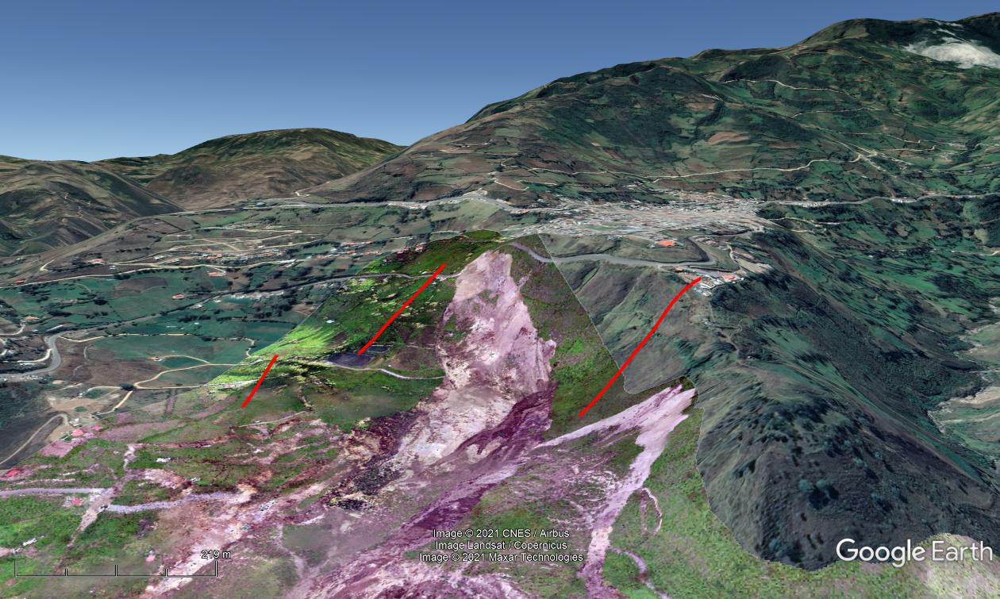 219 m
Image © 2021 CNES / Airbus
Image Landsat / Copernicus
Image © 2021 Maxar Technologies
Google Earth